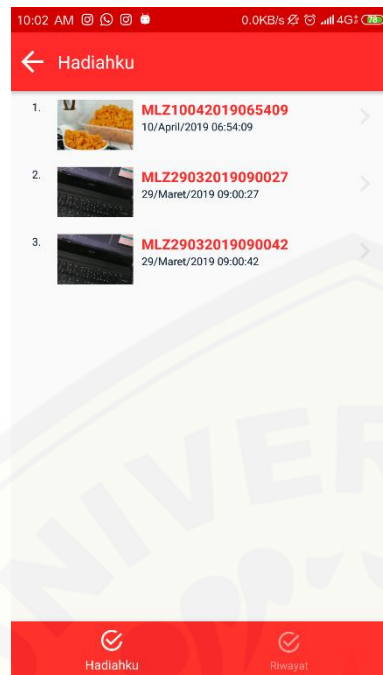 10:02 AM 0.0KB/s 4G 78
Hadiahku
1. MLZ10042019065409
10/April/2019 06:54:09
2. MLZ29032019090027
29/Maret/2019 09:00:27
3. MLZ29032019090042
29/Maret/2019 09:00:42
NIVER
Hadiahku Riwayat